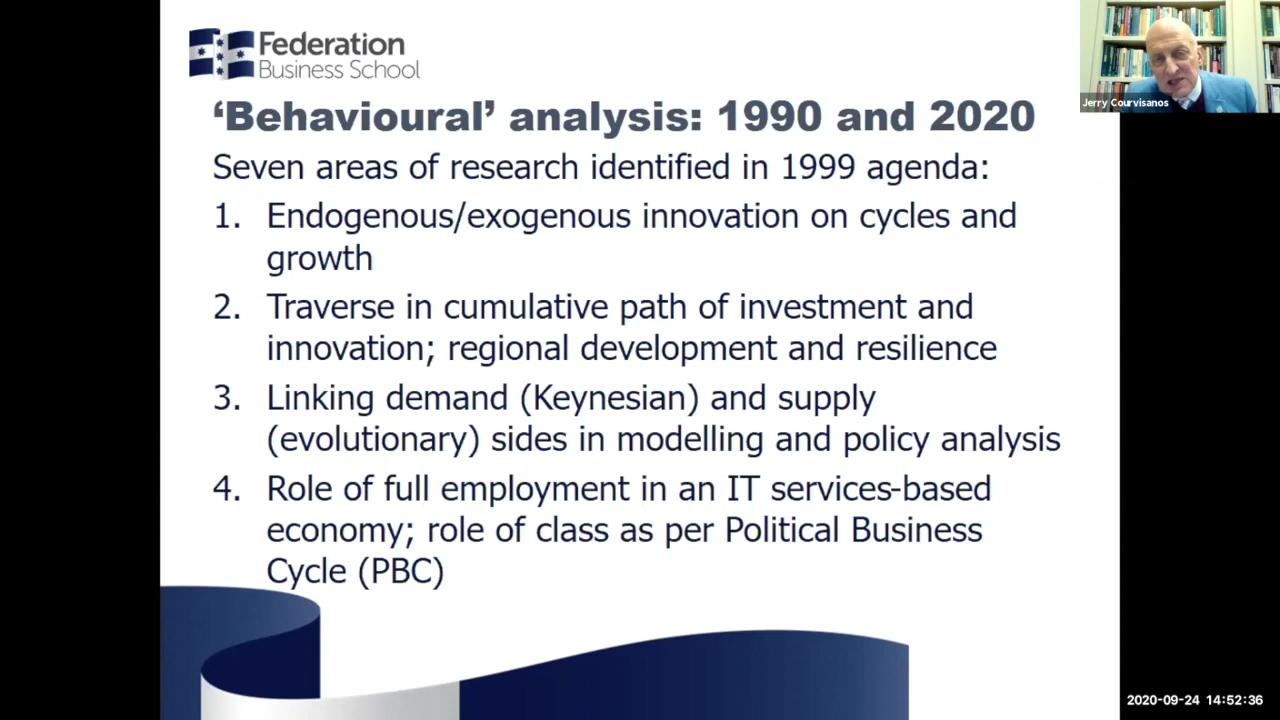 Federation
Business School
‘Behavioural’ analysis: 1990 and 2020
Seven areas of research identified in 1999 agenda:
1. Endogenous/exogenous innovation on cycles and
growth
2. Traverse in cumulative path of investment and
innovation; regional development and resilience
3. Linking demand (Keynesian) and supply
(evolutionary) sides in modelling and policy analysis
4. Role of full employment in an IT services-based
economy; role of class as per Political Business
Cycle (PBC)
Jerry Courvisanos
2020-09-24 14:52:36